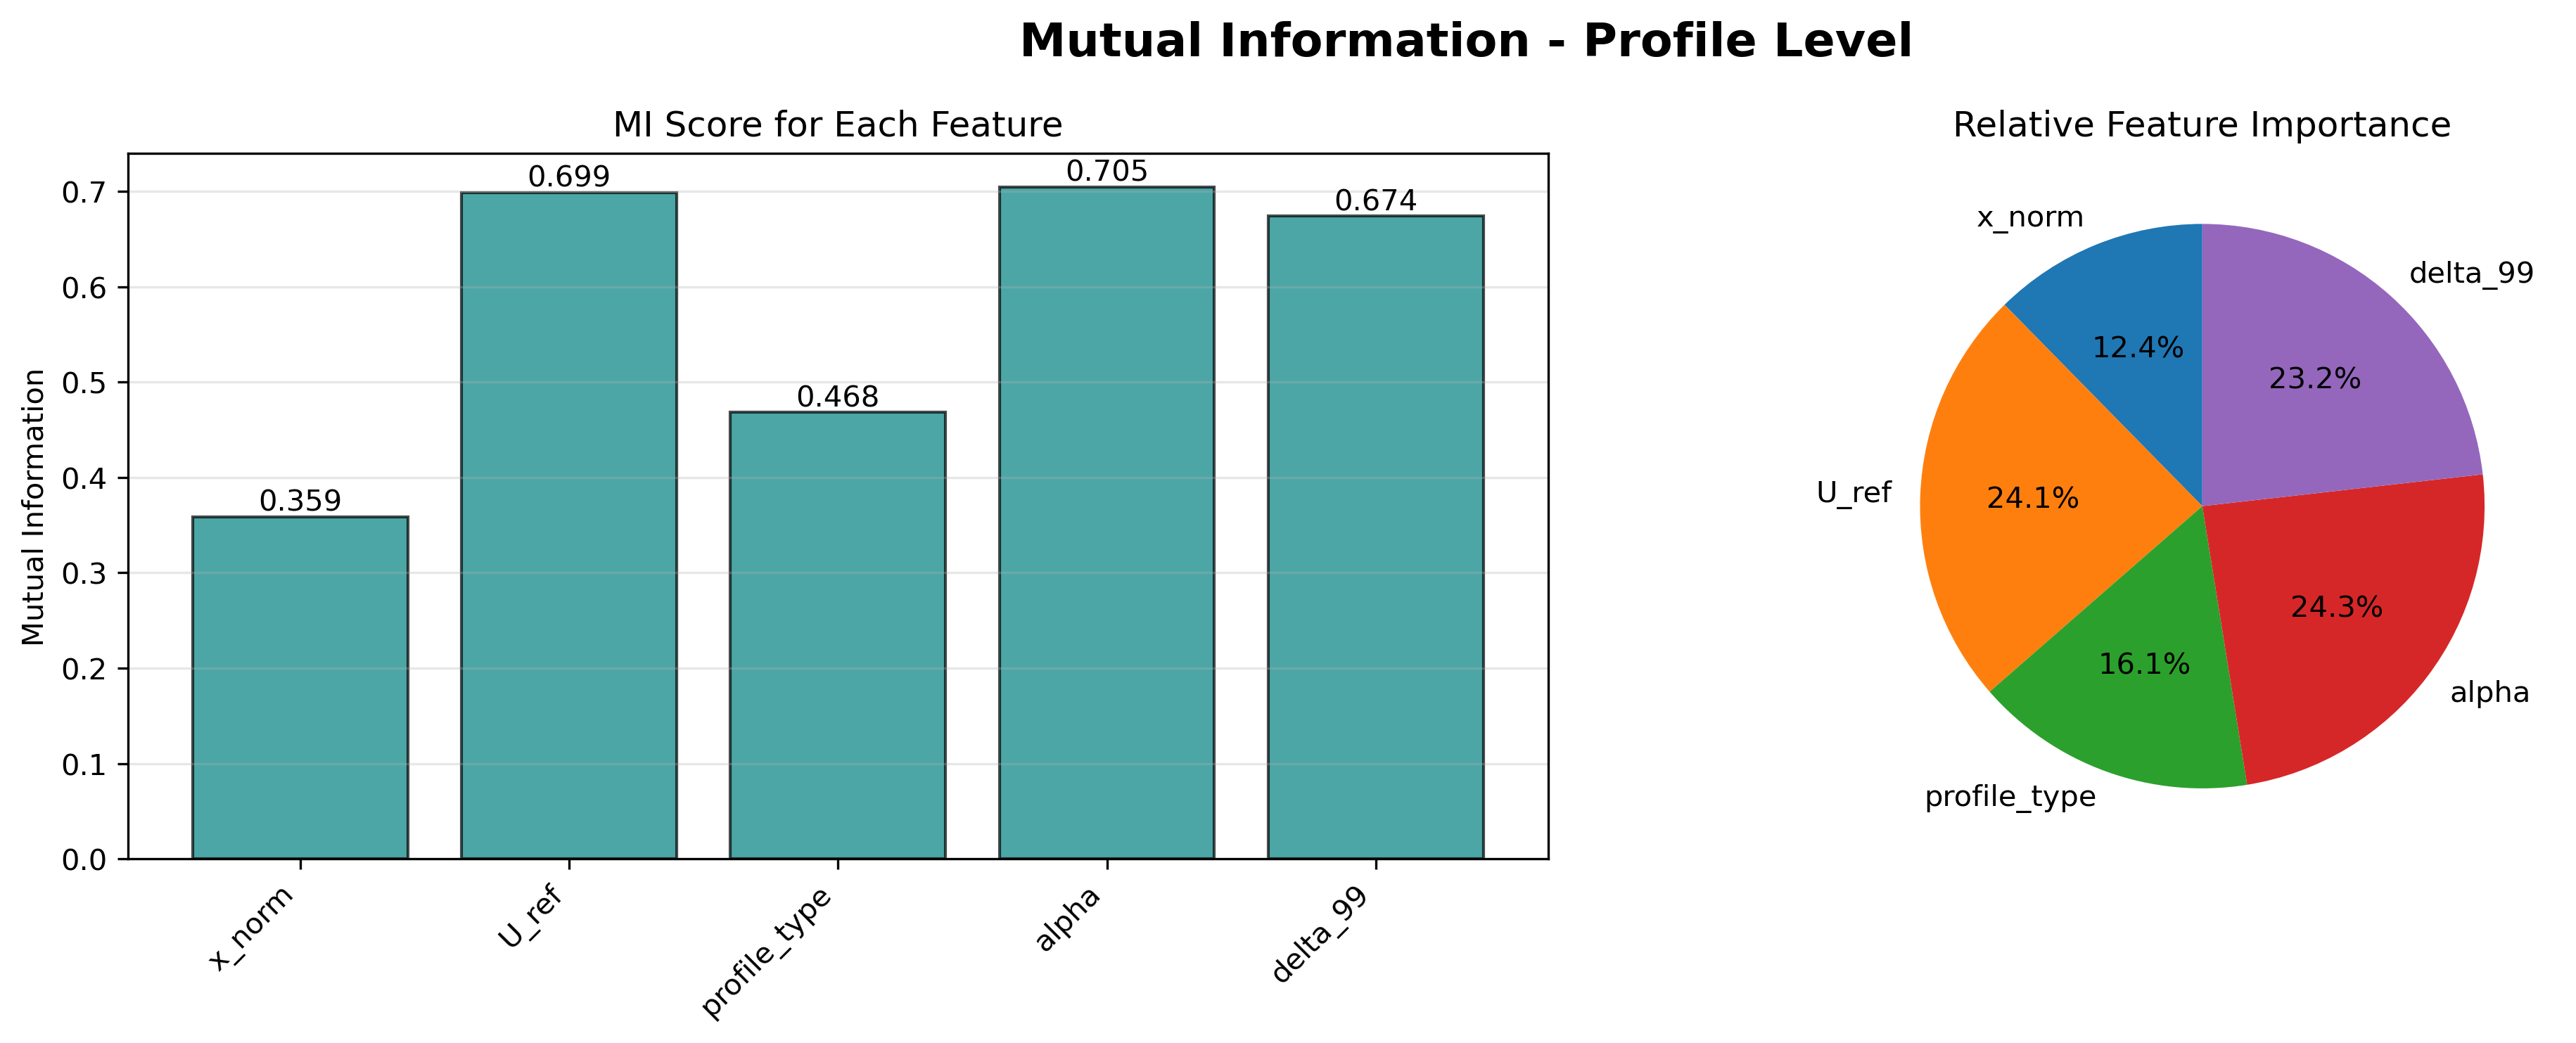 Mutual Information - Profile Level
MI Score for Each Feature
Mutual Information
0.7
0.6
0.5
0.4
0.3
0.2
0.1
0.0
0.359
0.699
0.468
0.705
0.674
x_norm
U_ref
profile_type
alpha
delta_99
Relative Feature Importance
x_norm
12.4%
U_ref
24.1%
profile_type
16.1%
alpha
24.3%
delta_99
23.2%